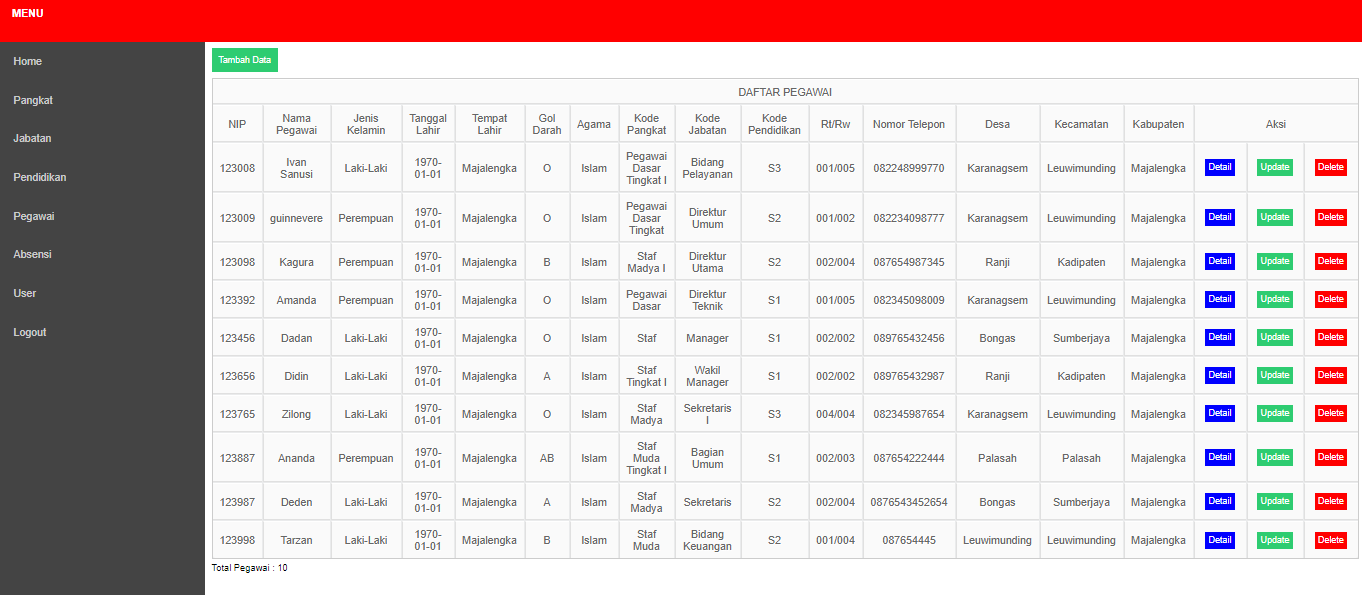 MENU
Home
Pangkat
Jabatan
Pendidikan
Pegawai
Absensi
User
Logout
Tambah Data
DAFTAR PEGAWAI
NIP Nama Pegawai Jenis Kelamin Tanggal Lahir Tempat Lahir Gol Darah Agama Kode Pangkat Kode Jabatan Kode Pendidikan Rt/Rw Nomor Telepon Desa Kecamatan Kabupaten Aksi
123008 Ivan Sanusi Laki-Laki 1970-01-01 Majalengka O Islam Pegawai Dasar Tingkat I Bidang Pelayanan S3 001/005 082248999770 Karanagsem Leuwimunding Majalengka Detail Update Delete
123009 guinnevere Perempuan 1970-01-01 Majalengka O Islam Pegawai Dasar Tingkat Direktur Umum S2 001/002 082234098777 Karanagsem Leuwimunding Majalengka Detail Update Delete
123098 Kagura Perempuan 1970-01-01 Majalengka B Islam Staf Madya I Direktur Utama S2 002/004 087654987345 Ranji Kadipaten Majalengka Detail Update Delete
123392 Amanda Perempuan 1970-01-01 Majalengka O Islam Pegawai Dasar Direktur Teknik S1 001/005 082345098009 Karanagsem Leuwimunding Majalengka Detail Update Delete
123456 Dadan Laki-Laki 1970-01-01 Majalengka O Islam Staf Manager S1 002/002 089765432456 Bongas Sumberjaya Majalengka Detail Update Delete
123656 Didin Laki-Laki 1970-01-01 Majalengka A Islam Staf Tingkat I Wakil Manager S1 002/002 089765432987 Ranji Kadipaten Majalengka Detail Update Delete
123765 Zilong Laki-Laki 1970-01-01 Majalengka O Islam Staf Madya Sekretaris I S3 004/004 082345987654 Karanagsem Leuwimunding Majalengka Detail Update Delete
123887 Ananda Perempuan 1970-01-01 Majalengka AB Islam Staf Muda Tingkat I Bagian Umum S1 002/003 087654222444 Palasah Palasah Majalengka Detail Update Delete
123987 Deden Laki-Laki 1970-01-01 Majalengka A Islam Staf Madya Sekretaris S2 002/004 0876543452654 Bongas Sumberjaya Majalengka Detail Update Delete
123998 Tarzan Laki-Laki 1970-01-01 Majalengka B Islam Staf Muda Bidang Keuangan S2 001/004 087654445 Leuwimunding Leuwimunding Majalengka Detail Update Delete
Total Pegawai : 10